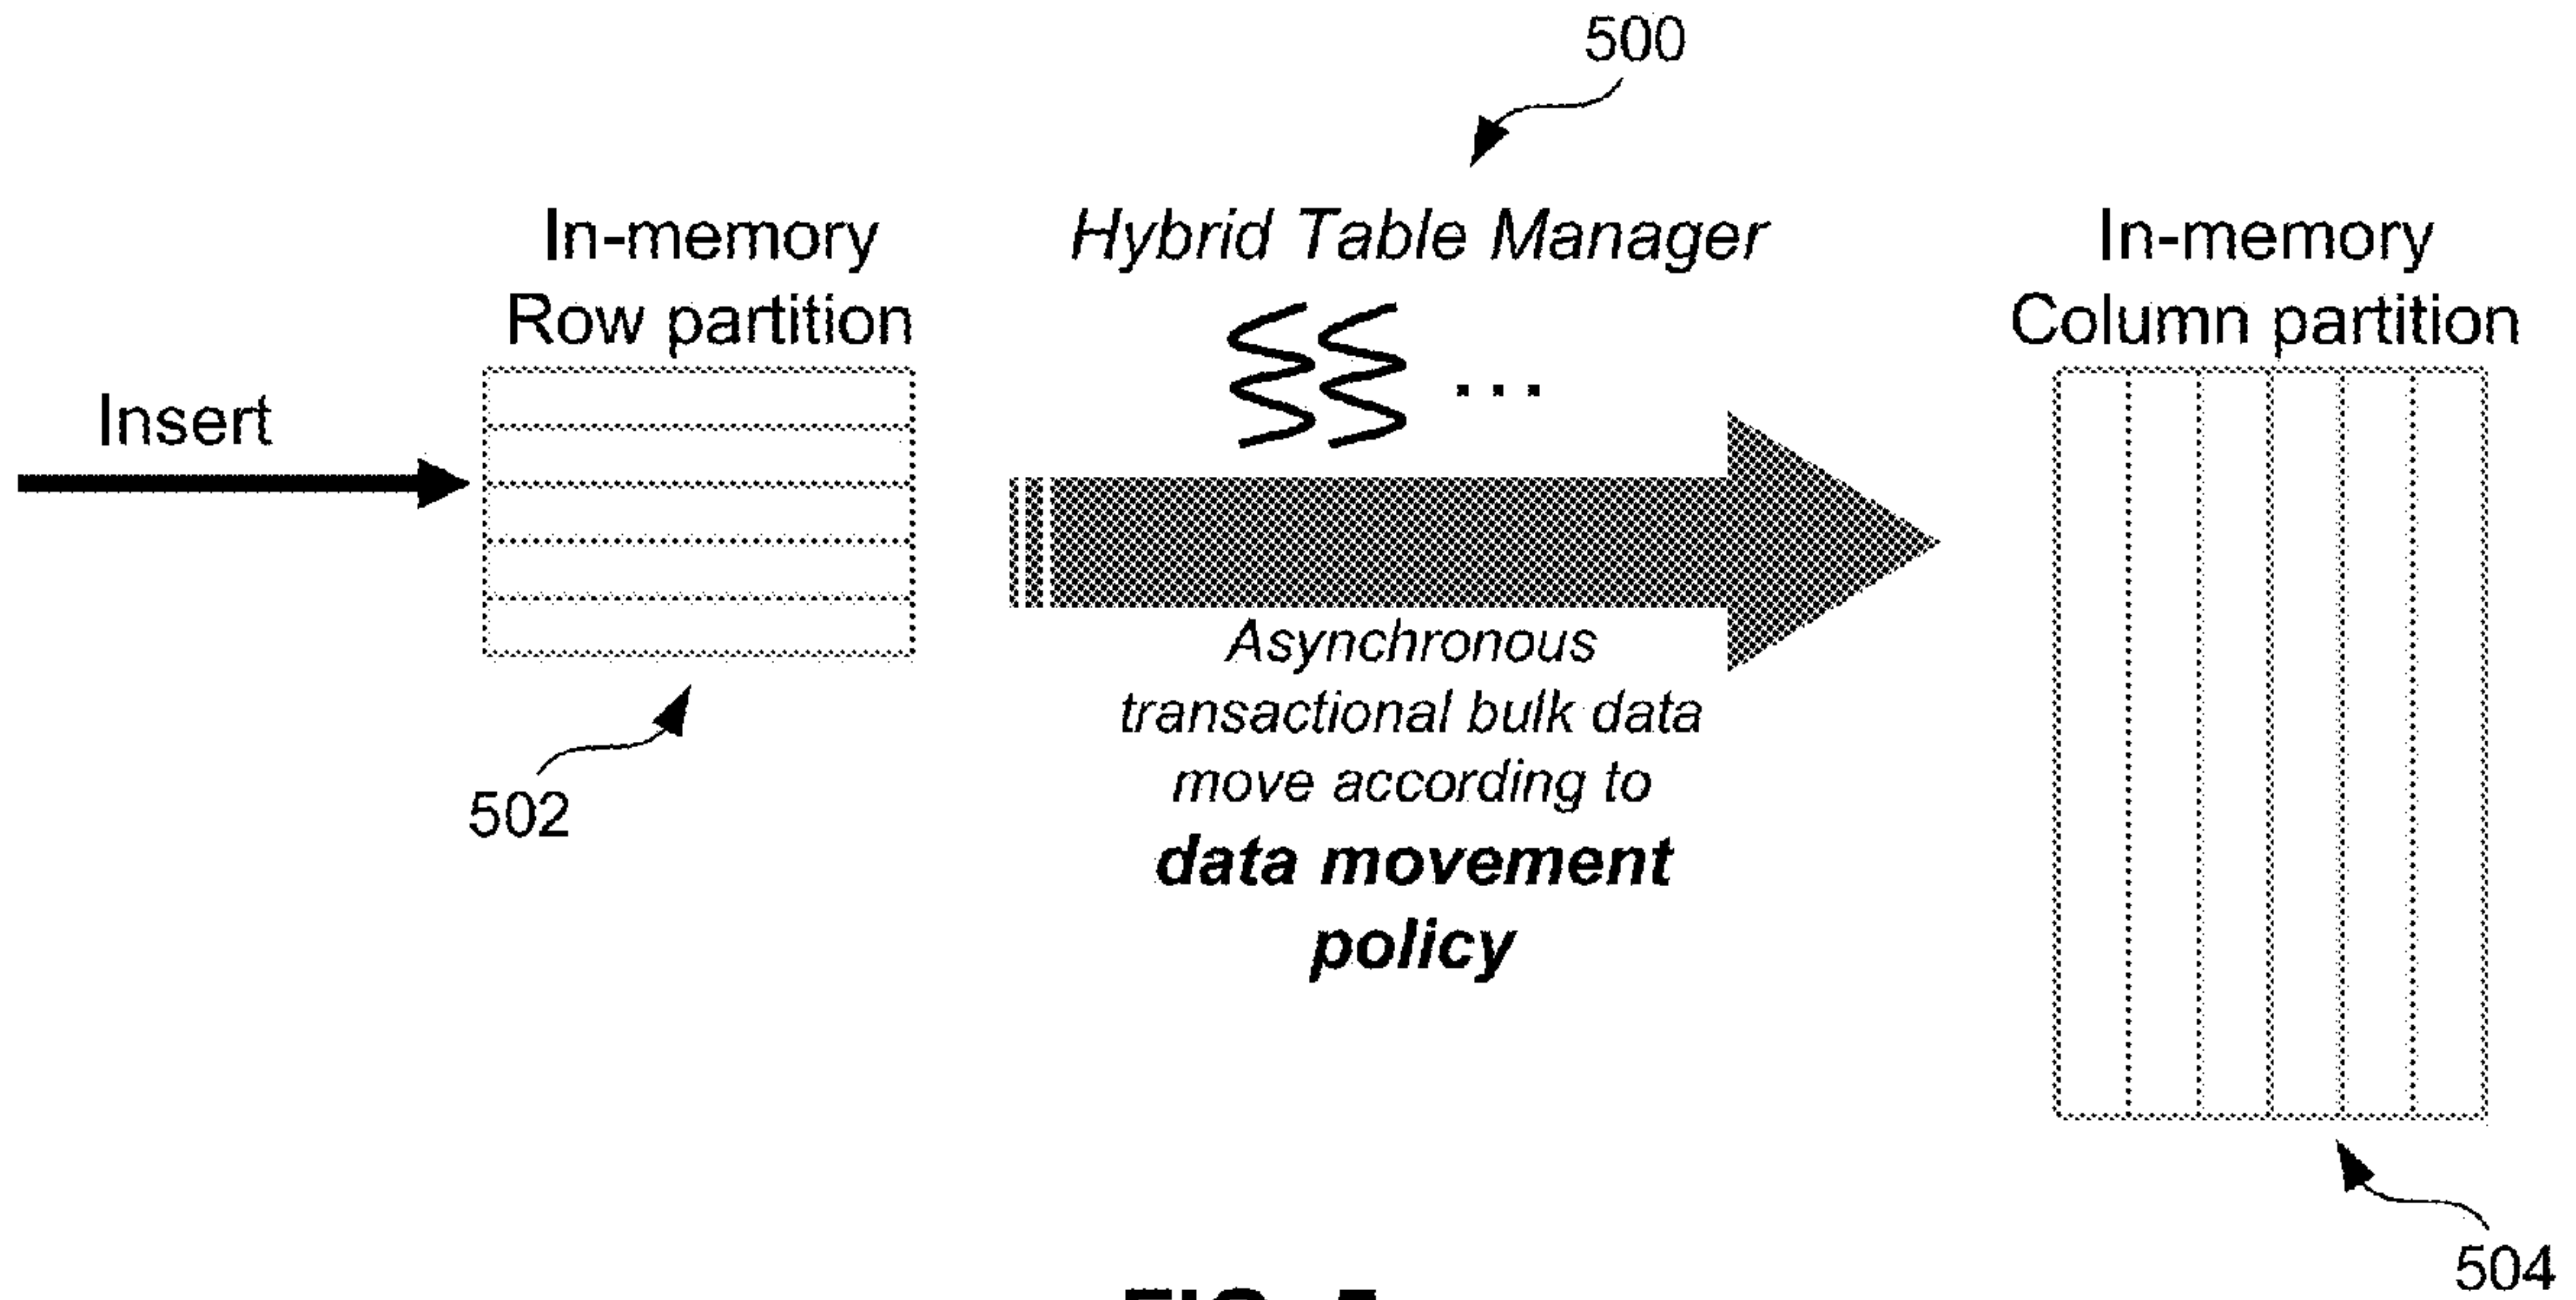 500
In-memory
Row partition
Hybrid Table Manager
In-memory
Column partition
Insert
...
Asynchronous
transactional bulk data
move according to
data movement
policy
502
504